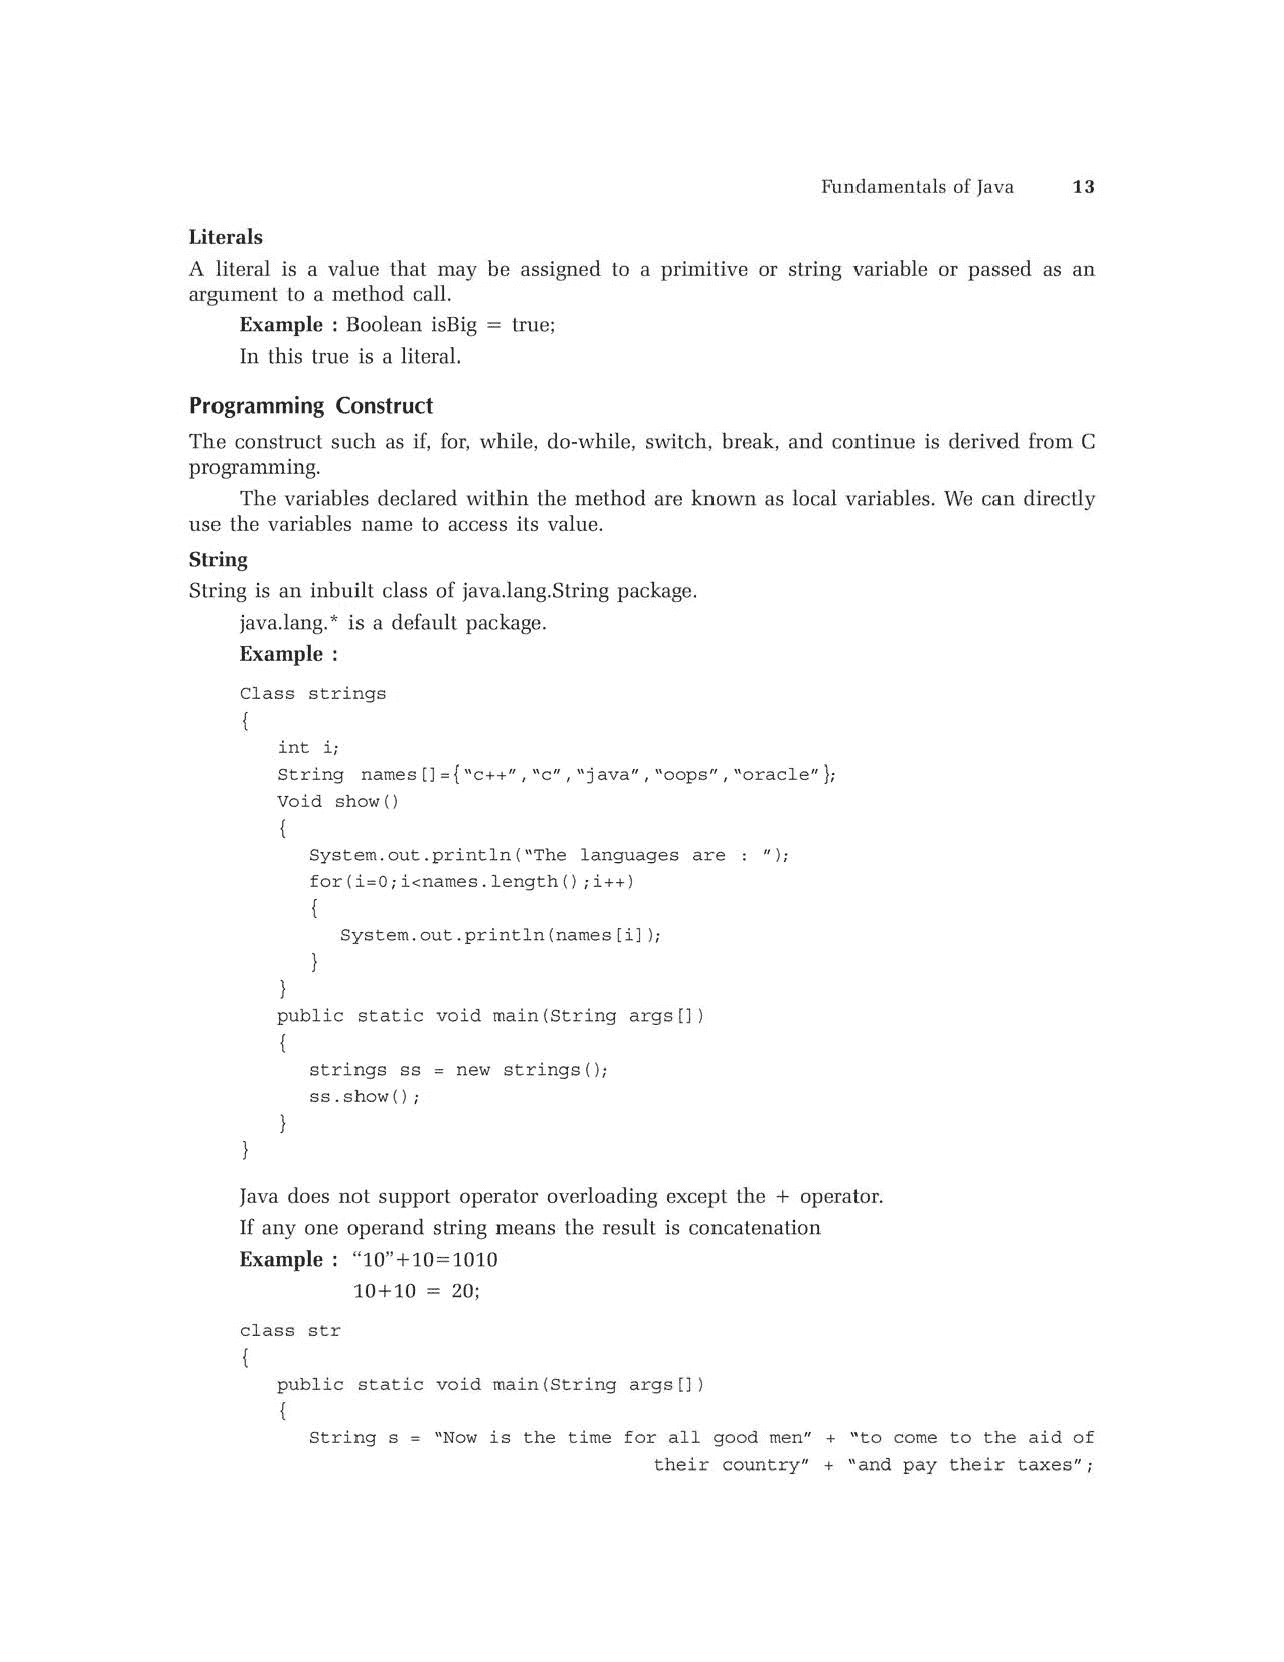 Fundamentals of Java 13
Literals
A literal is a value that may be assigned to a primitive or string variable or passed as an
argument to a method call.
Example : Boolean isBig = true;
In this true is a literal.
Programming Construct
The construct such as if, for, while, do-while, switch, break, and continue is derived from C
programming.
The variables declared within the method are known as local variables. We can directly
use the variables name to access its value.
String
String is an inbuilt class of java.lang.String package.
java.lang.* is a default package.
Example :
Class strings
{
int i;
String names[]={“c++”,“c”,“java”,“oops”,“oracle”};
Void show()
{
System.out.println(“The languages are : ”);
for(i=0;i<names.length();i++)
{
System.out.println(names[i]);
}
}
public static void main(String args[])
{
strings ss = new strings();
ss.show();
}
}
Java does not support operator overloading except the + operator.
If any one operand string means the result is concatenation
Example : “10”+10=1010
10+10 = 20;
class str
{
public static void main(String args[])
{
String s = “Now is the time for all good men” + “to come to the aid of
their country” + “and pay their taxes”;